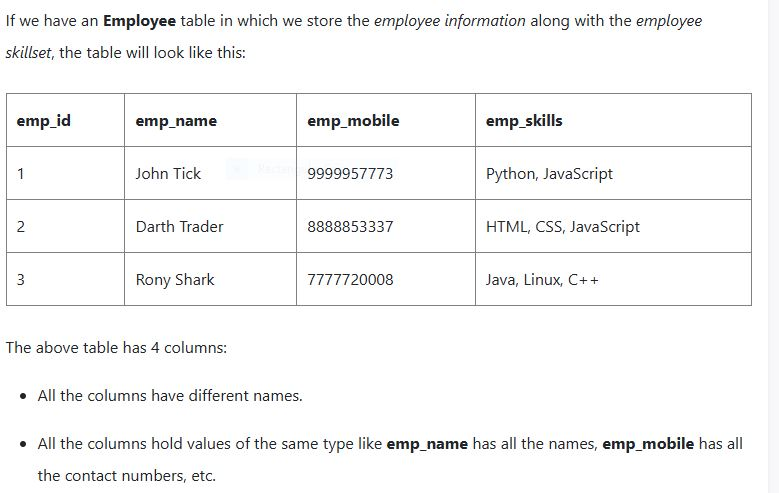 If we have an Employee table in which we store the employee information along with the employee
skillset, the table will look like this:
emp_id emp_name emp_mobile emp_skills
1 John Tick 9999957773 Python, JavaScript
2 Darth Trader 8888853337 HTML, CSS, JavaScript
3 Rony Shark 7777720008 Java, Linux, C++
The above table has 4 columns:
• All the columns have different names.
• All the columns hold values of the same type like emp_name has all the names, emp_mobile has all
the contact numbers, etc.